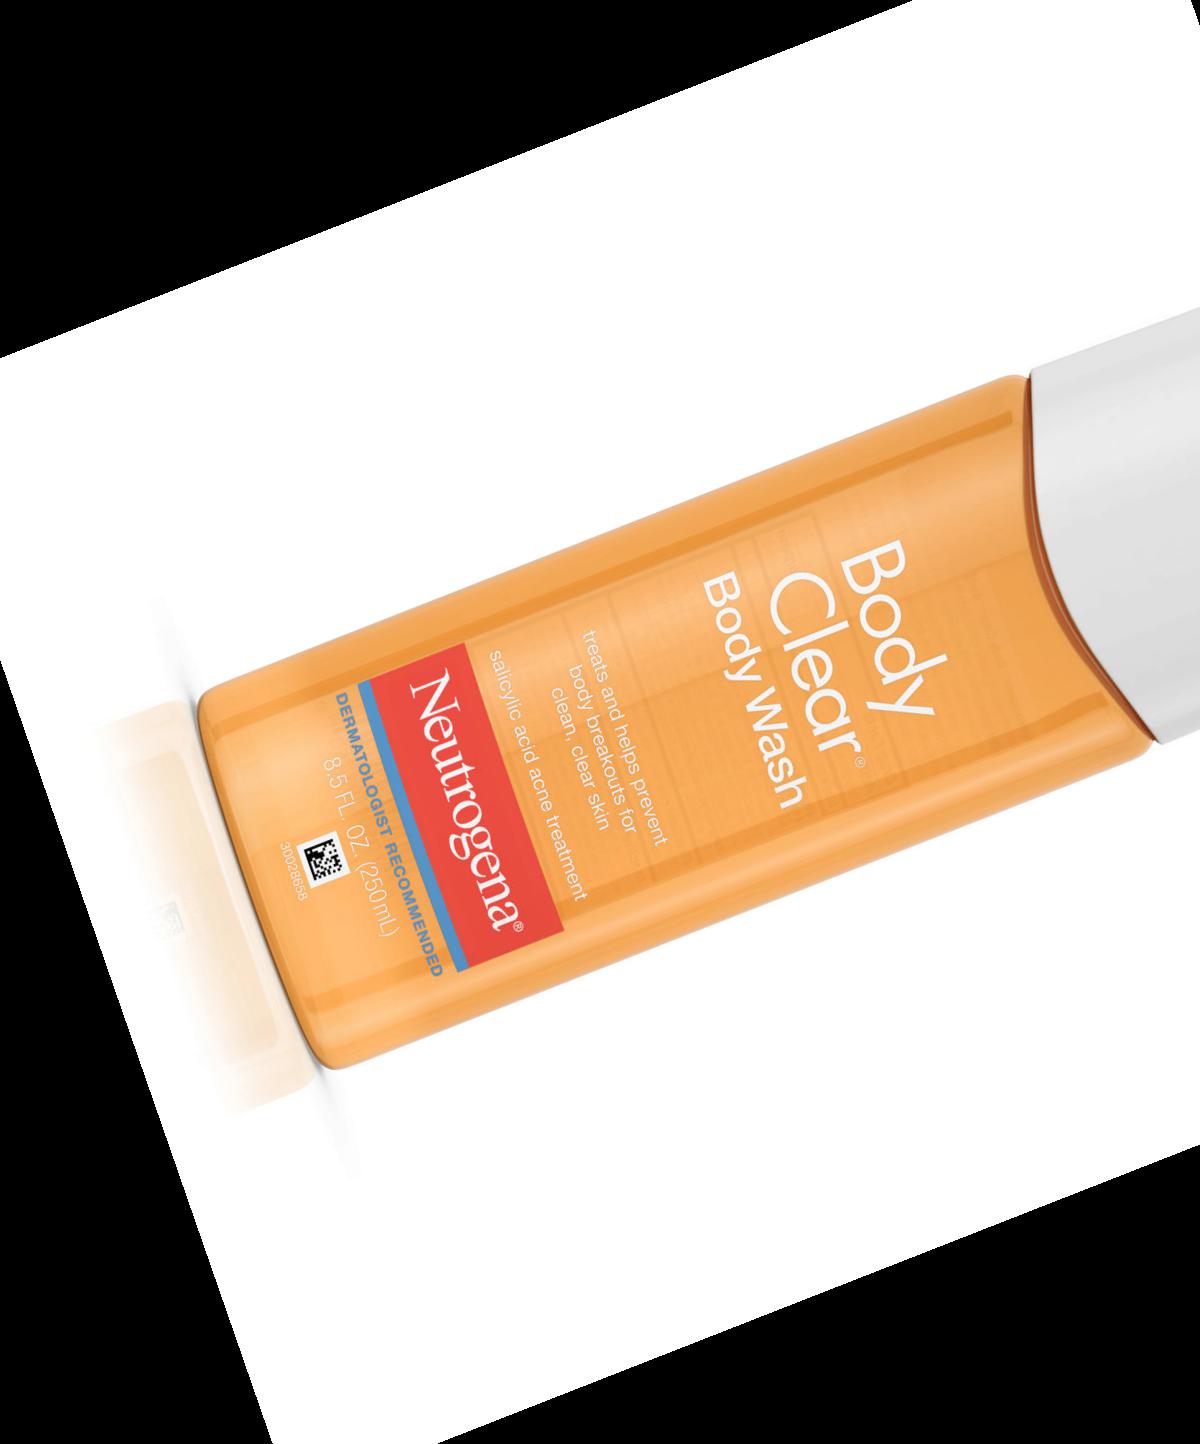 Body
Clear®
Body Wash
treats and helps prevent
body breakouts for
clean, clear skin
salicylic acid acne treatment
Neutrogena®
DERMATOLOGIST RECOMMENDED
8.5 FL. OZ. (250mL)
30028658